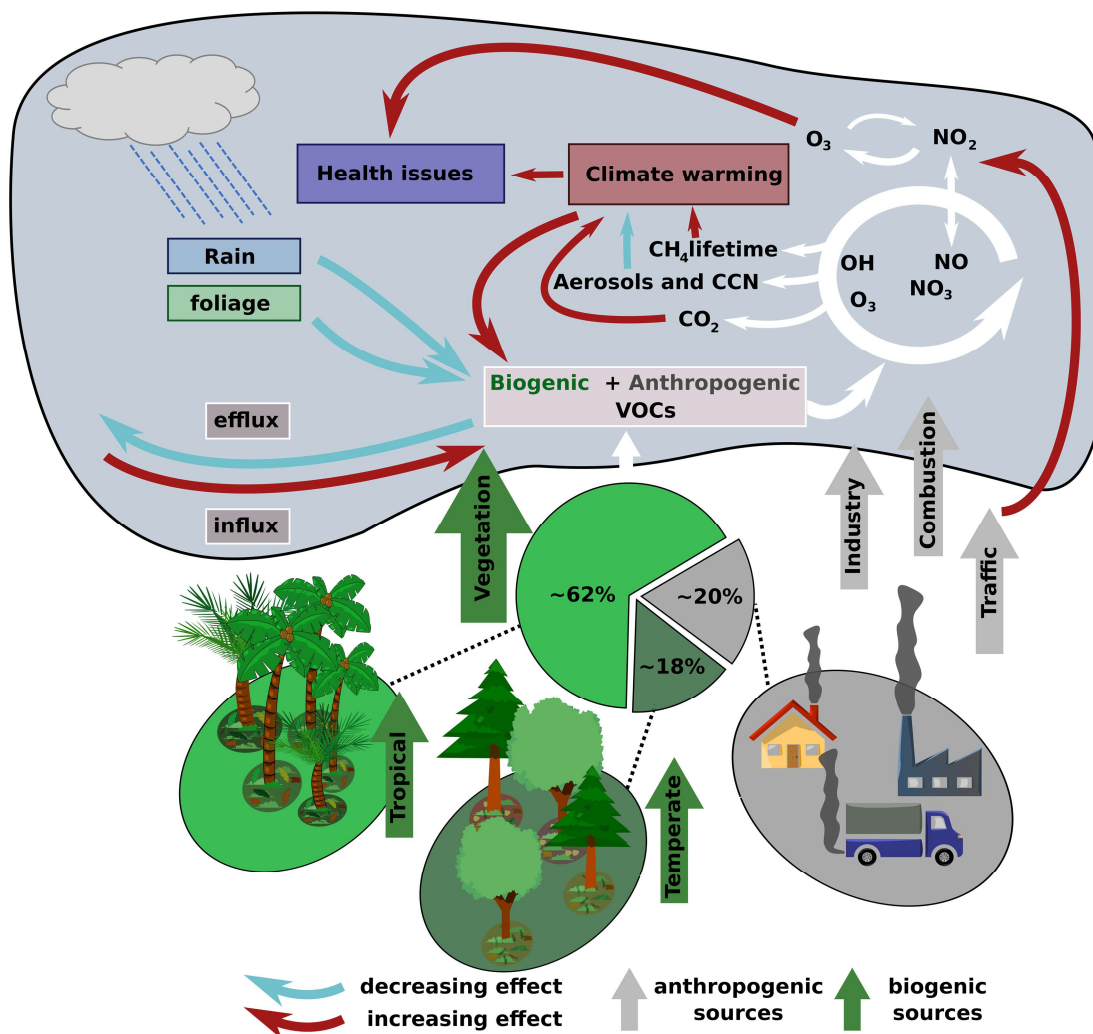 O₃
NO₂
Health issues
Climate warming
CH₄lifetime
Aerosols and CCN
CO₂
OH
NO
NO₃
O₃
Rain
foliage
Biogenic + Anthropogenic
VOCs
efflux
influx
Vegetation
Industry
Combustion
Traffic
~62%
~20%
~18%
Tropical
Temperate
decreasing effect
increasing effect
anthropogenic
sources
biogenic
sources